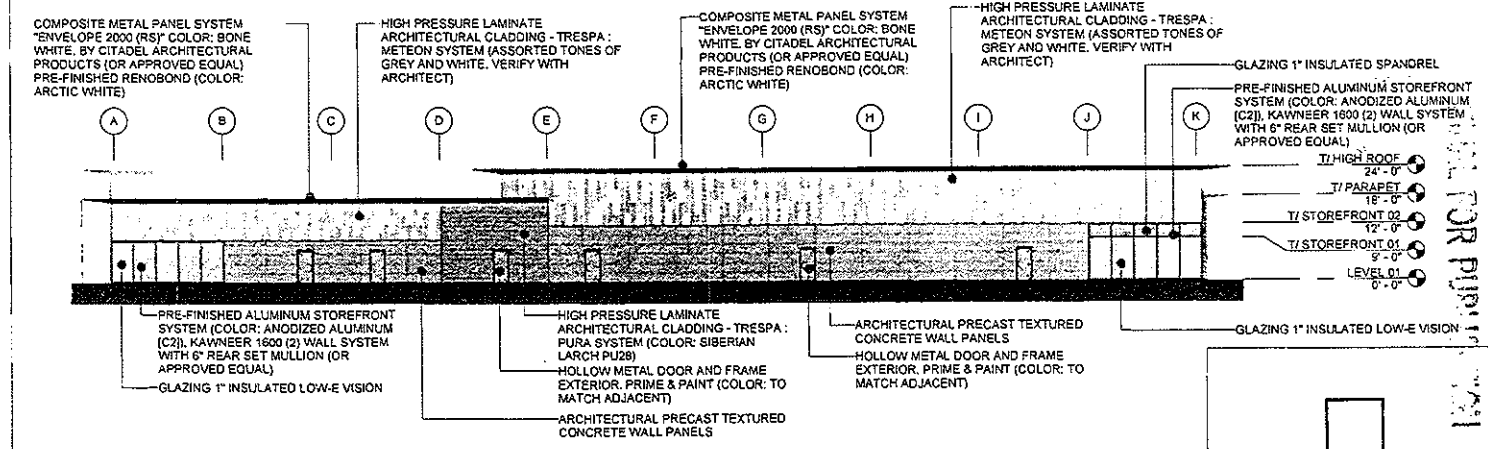 COMPOSITE METAL PANEL SYSTEM
"ENVELOPE 2000 (RS)" COLOR: BONE
WHITE, BY CITADEL ARCHITECTURAL
PRODUCTS (OR APPROVED EQUAL)
PRE-FINISHED RENOBOND (COLOR:
ARCTIC WHITE)
HIGH PRESSURE LAMINATE
ARCHITECTURAL CLADDING - TRESPA :
METEON SYSTEM (ASSORTED TONES OF
GREY AND WHITE. VERIFY WITH
ARCHITECT)
COMPOSITE METAL PANEL SYSTEM
"ENVELOPE 2000 (RS)" COLOR: BONE
WHITE, BY CITADEL ARCHITECTURAL
PRODUCTS (OR APPROVED EQUAL)
PRE-FINISHED RENOBOND (COLOR:
ARCTIC WHITE)
HIGH PRESSURE LAMINATE
ARCHITECTURAL CLADDING - TRESPA :
METEON SYSTEM (ASSORTED TONES OF
GREY AND WHITE. VERIFY WITH
ARCHITECT)
GLAZING 1" INSULATED SPANDREL
PRE-FINISHED ALUMINUM STOREFRONT
SYSTEM (COLOR: ANODIZED ALUMINUM
[C2]), KAWNEER 1600 (2) WALL SYSTEM
WITH 6" REAR SET MULLION (OR
APPROVED EQUAL)
A B C D E F G H I J K
T/ HIGH ROOF
24' - 0"
T/ PARAPET
18' - 0"
T/ STOREFRONT 02
12' - 0"
T/ STOREFRONT 01
9' - 0"
LEVEL 01
0' - 0"
PRE-FINISHED ALUMINUM STOREFRONT
SYSTEM (COLOR: ANODIZED ALUMINUM
[C2]), KAWNEER 1600 (2) WALL SYSTEM
WITH 6" REAR SET MULLION (OR
APPROVED EQUAL)
GLAZING 1" INSULATED LOW-E VISION
HIGH PRESSURE LAMINATE
ARCHITECTURAL CLADDING - TRESPA :
PURA SYSTEM (COLOR: SIBERIAN
LARCH PU28)
HOLLOW METAL DOOR AND FRAME
EXTERIOR. PRIME & PAINT (COLOR: TO
MATCH ADJACENT)
ARCHITECTURAL PRECAST TEXTURED
CONCRETE WALL PANELS
ARCHITECTURAL PRECAST TEXTURED
CONCRETE WALL PANELS
HOLLOW METAL DOOR AND FRAME
EXTERIOR. PRIME & PAINT (COLOR: TO
MATCH ADJACENT)
GLAZING 1" INSULATED LOW-E VISION
FOR